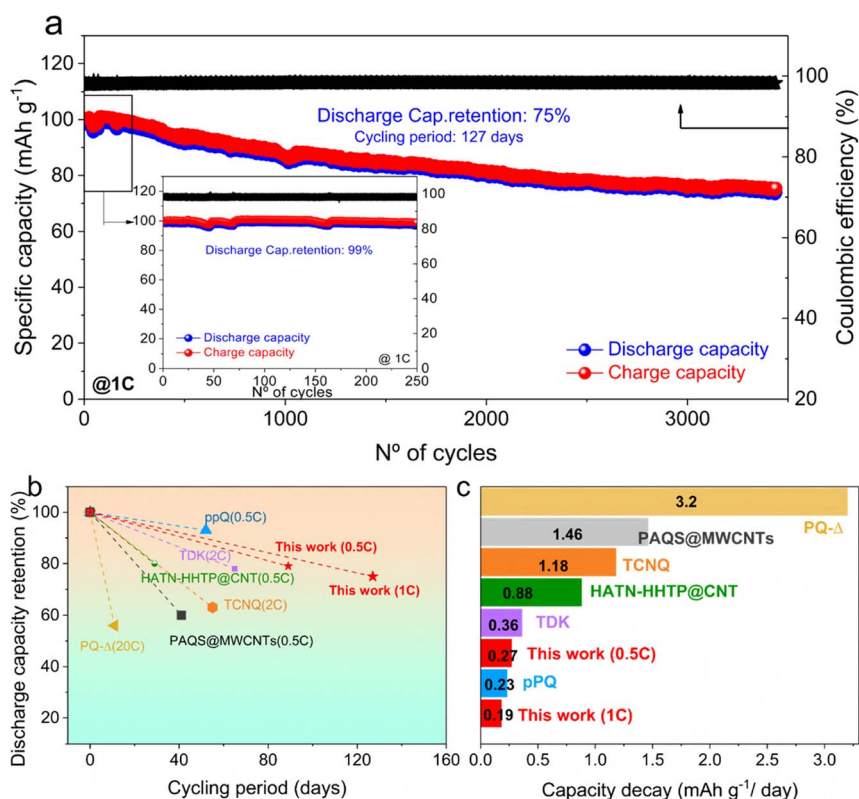 a
Specific capacity (mAh g⁻¹)
120
100
80
60
40
20
0
Discharge Cap.retention: 75%
Cycling period: 127 days
120
100
80
60
40
20
0
Discharge Cap.retention: 99%
Discharge capacity
Charge capacity
@ 1C
100
80
60
40
20
0
0
50
100
150
200
250
Nº of cycles
@1C
Discharge capacity
Charge capacity
100
80
60
40
20
Coulombic efficiency (%)
0
1000
2000
3000
Nº of cycles
b
Discharge capacity retention (%)
100
80
60
40
20
ppQ(0.5C)
TDK(2C)
This work (0.5C)
HATN-HHTP@CNT(0.5C)
This work (1C)
TCNQ(2C)
PQ-Δ(20C)
PAQS@MWCNTs(0.5C)
0
40
80
120
160
Cycling period (days)
c
3.2
PQ-Δ
1.46
PAQS@MWCNTs
1.18
TCNQ
0.88
HATN-HHTP@CNT
0.36
TDK
0.27
This work (0.5C)
0.23
pPQ
0.19
This work (1C)
0.0
0.5
1.0
1.5
2.0
2.5
3.0
Capacity decay (mAh g⁻¹/ day)